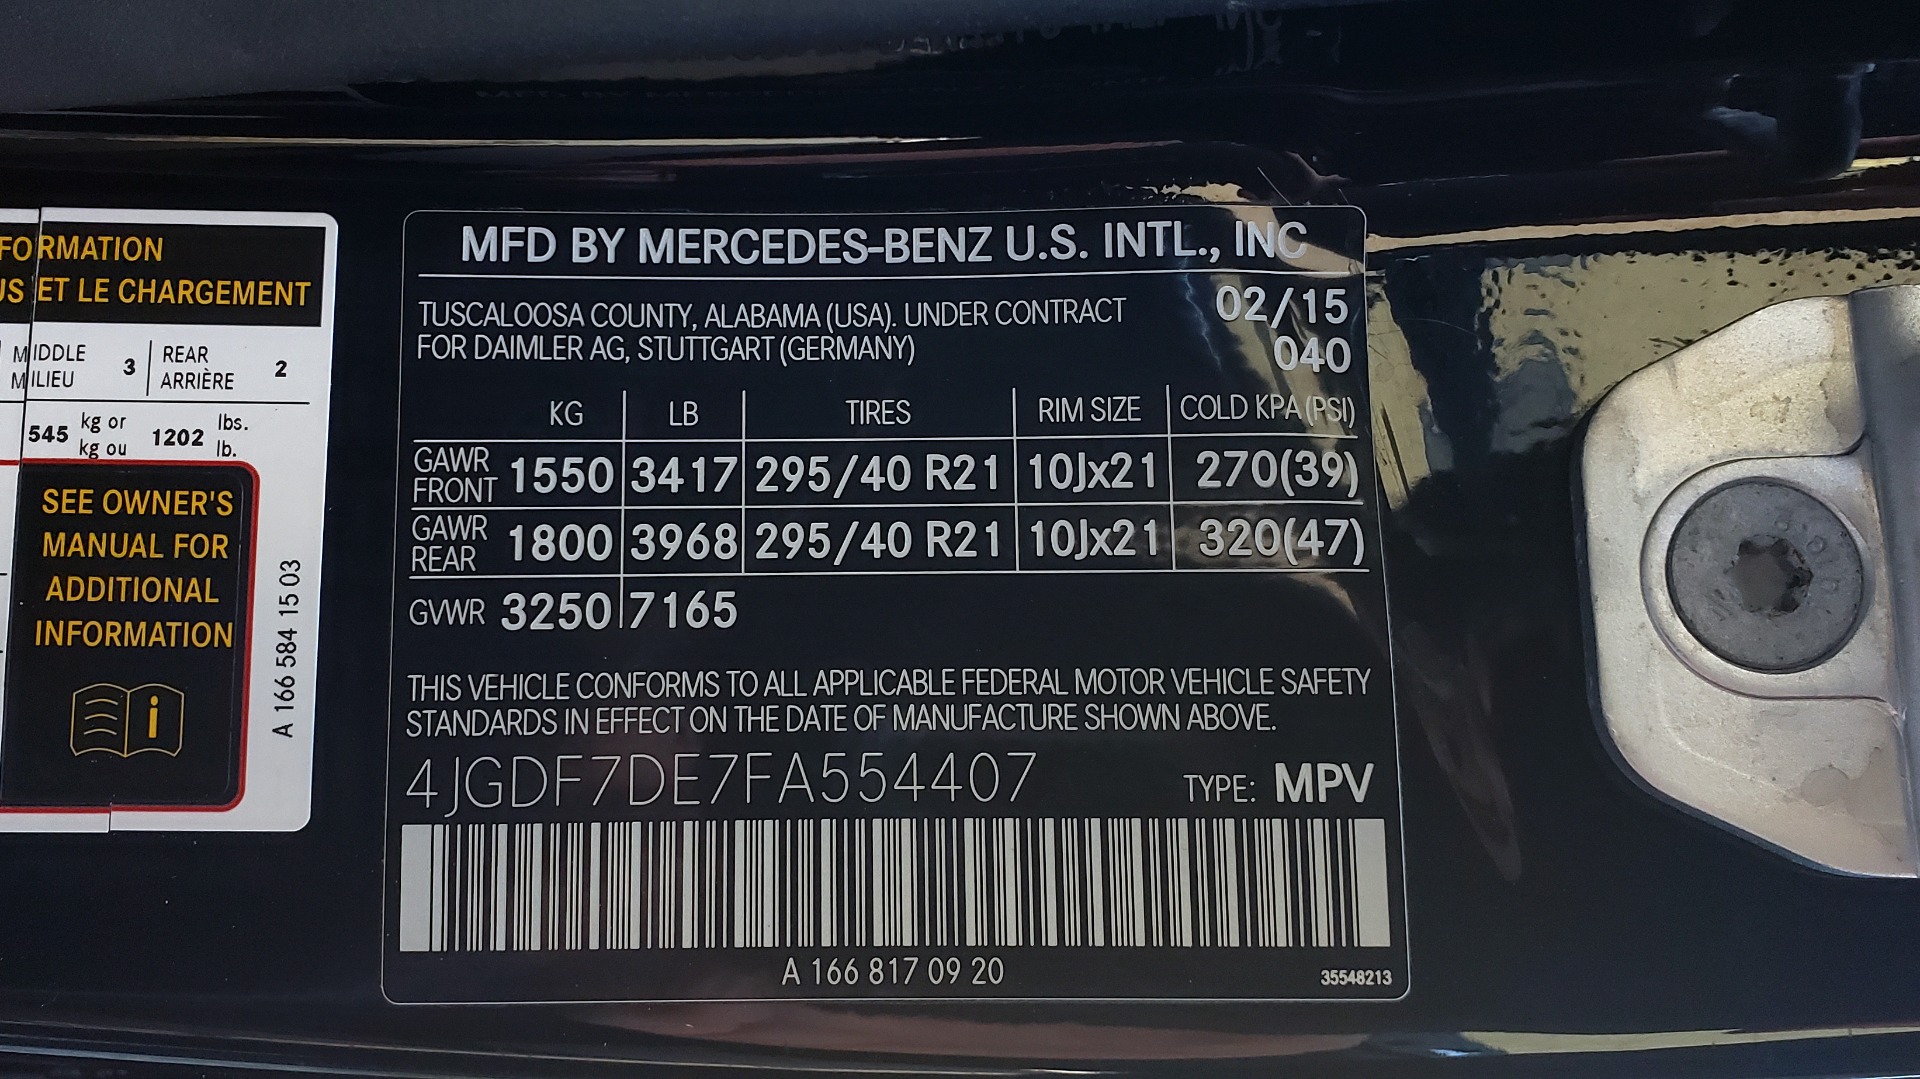 FORMATION
US ET LE CHARGEMENT
MIDDLE
MILIEU
3
REAR
ARRIÈRE
2
545 kg or
kg ou
1202 lbs.
lb.
SEE OWNER'S
MANUAL FOR
ADDITIONAL
INFORMATION
i
A 166 584 15 03
MFD BY MERCEDES-BENZ U.S. INTL., INC
TUSCALOOSA COUNTY, ALABAMA (USA). UNDER CONTRACT 02/15
FOR DAIMLER AG, STUTTGART (GERMANY) 040
KG LB TIRES RIM SIZE COLD KPA (PSI)
GAWR
FRONT 1550 3417 295/40 R21 10Jx21 270(39)
GAWR
REAR 1800 3968 295/40 R21 10Jx21 320(47)
GVWR 3250 7165
THIS VEHICLE CONFORMS TO ALL APPLICABLE FEDERAL MOTOR VEHICLE SAFETY
STANDARDS IN EFFECT ON THE DATE OF MANUFACTURE SHOWN ABOVE.
4JGDF7DE7FA554407 TYPE: MPV
A 166 817 09 20 35548213